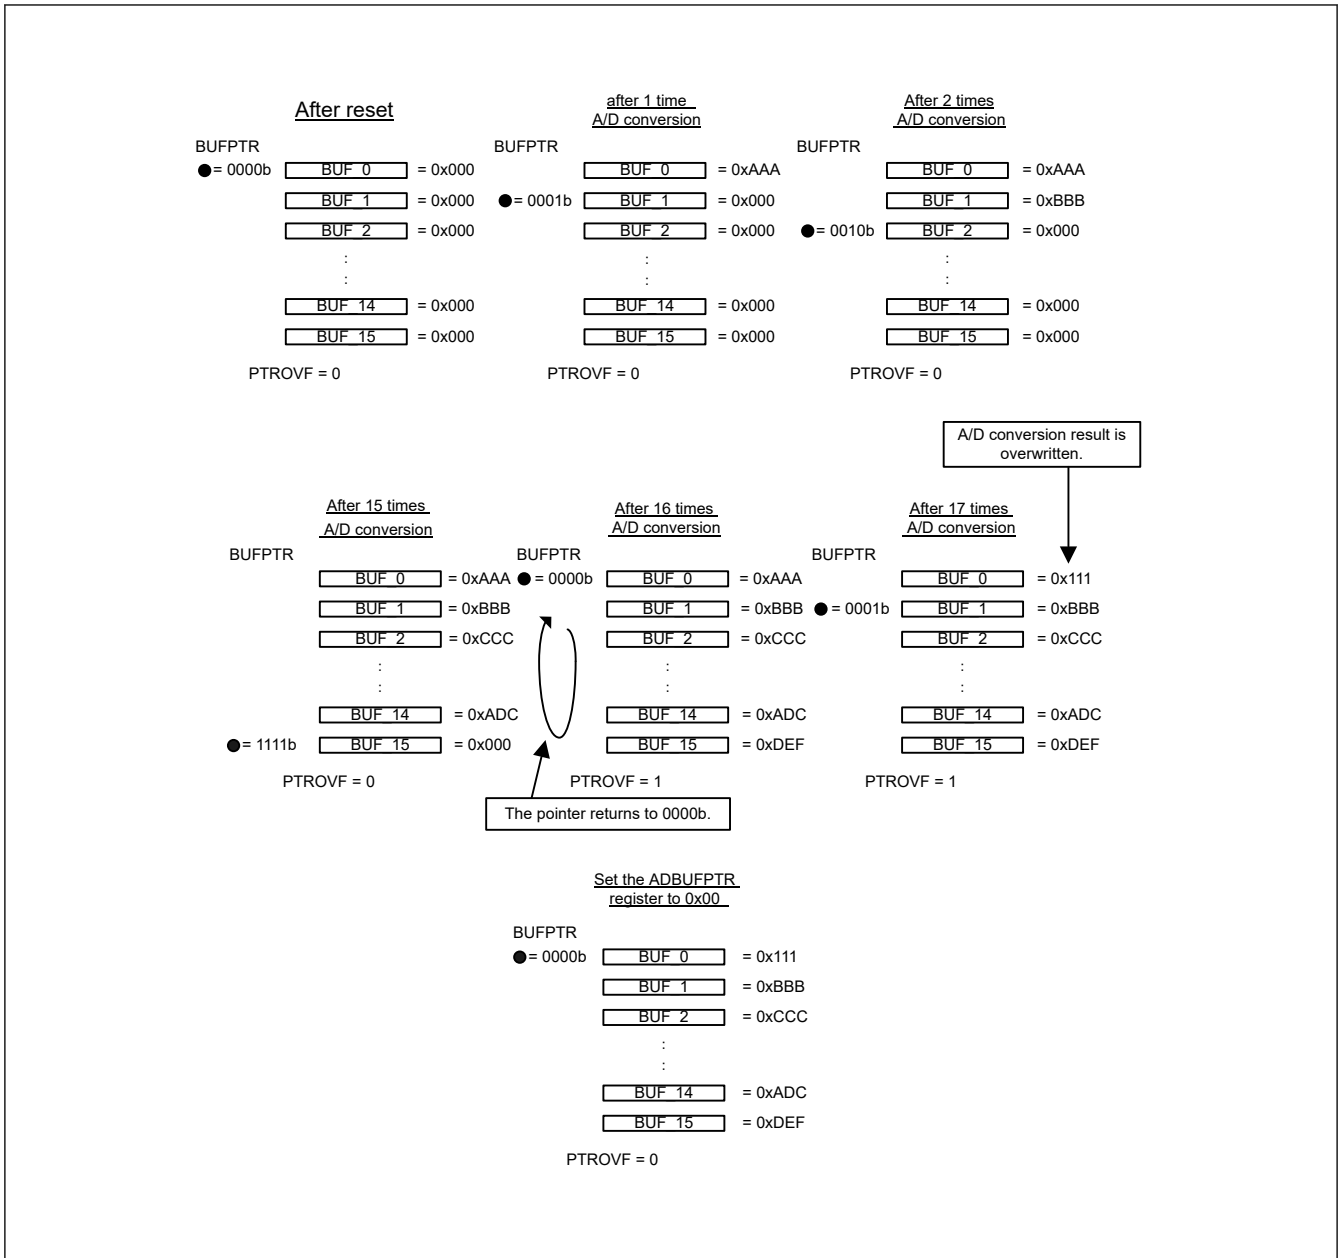 After reset
BUFPTR
= 0000b BUF_0 = 0x000
BUF_1 = 0x000
BUF_2 = 0x000
:
:
BUF_14 = 0x000
BUF_15 = 0x000
PTROVF = 0
after 1 time
A/D conversion
BUFPTR
BUF_0 = 0xAAA
= 0001b BUF_1 = 0x000
BUF_2 = 0x000
:
:
BUF_14 = 0x000
BUF_15 = 0x000
PTROVF = 0
After 2 times
A/D conversion
BUFPTR
BUF_0 = 0xAAA
BUF_1 = 0xBBB
= 0010b BUF_2 = 0x000
:
:
BUF_14 = 0x000
BUF_15 = 0x000
PTROVF = 0
After 15 times
A/D conversion
BUFPTR
BUF_0 = 0xAAA
BUF_1 = 0xBBB
BUF_2 = 0xCCC
:
:
BUF_14 = 0xADC
= 1111b BUF_15 = 0x000
PTROVF = 0
After 16 times
A/D conversion
BUFPTR
= 0000b BUF_0 = 0xAAA
BUF_1 = 0xBBB
BUF_2 = 0xCCC
:
:
BUF_14 = 0xADC
BUF_15 = 0xDEF
PTROVF = 1
The pointer returns to 0000b.
A/D conversion result is
overwritten.
After 17 times
A/D conversion
BUFPTR
BUF_0 = 0x111
= 0001b BUF_1 = 0xBBB
BUF_2 = 0xCCC
:
:
BUF_14 = 0xADC
BUF_15 = 0xDEF
PTROVF = 1
Set the ADBUFPTR
register to 0x00
BUFPTR
= 0000b BUF_0 = 0x111
BUF_1 = 0xBBB
BUF_2 = 0xCCC
:
:
BUF_14 = 0xADC
BUF_15 = 0xDEF
PTROVF = 0